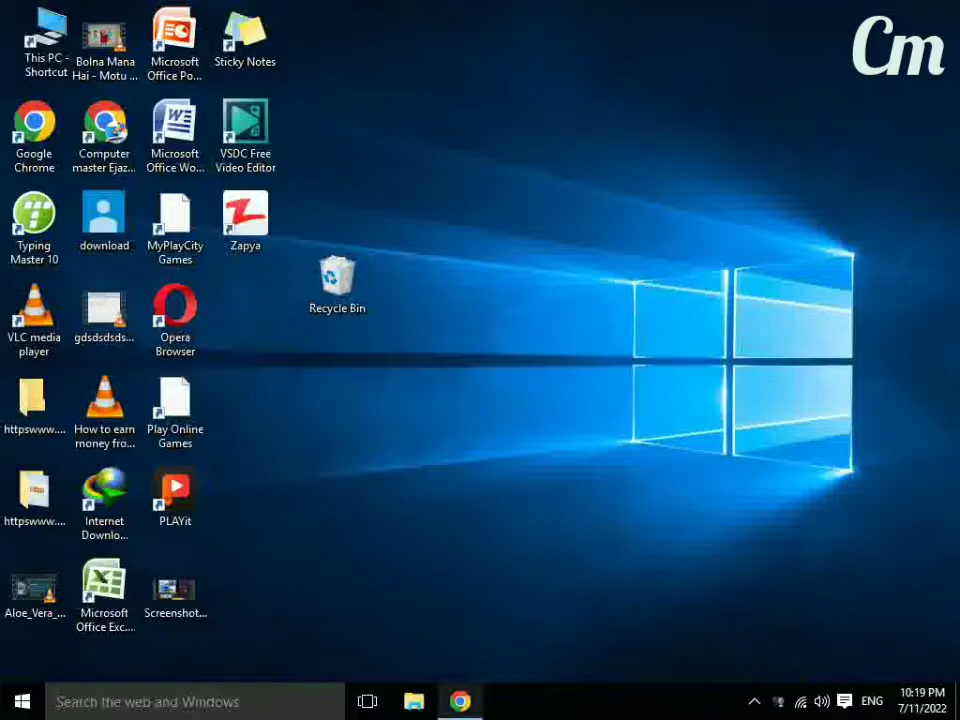 Cm
This PC -
Shortcut
Bolna Mana
Hai - Motu ...
Microsoft
Office Po...
Sticky Notes
Google
Chrome
Computer
master Ejaz...
Microsoft
Office Wo...
VSDC Free
Video Editor
Typing
Master 10
download
MyPlayCity
Games
Zapya
Recycle Bin
VLC media
player
gdsdsdsds...
Opera
Browser
httpswww....
How to earn
money fro...
Play Online
Games
httpswww....
Internet
Downlo...
PLAYit
Aloe_Vera_...
Microsoft
Office Exc...
Screenshot...
Search the web and Windows
ENG
10:19 PM
7/11/2022